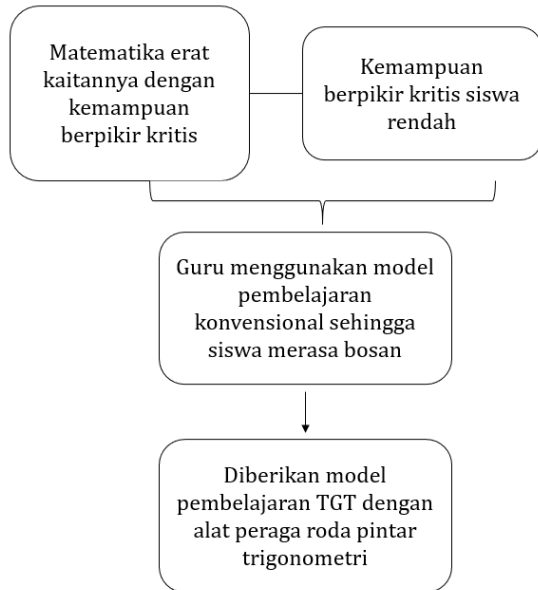 Matematika erat
kaitannya dengan
kemampuan
berpikir kritis
Kemampuan
berpikir kritis siswa
rendah
Guru menggunakan model
pembelajaran
konvensional sehingga
siswa merasa bosan
Diberikan model
pembelajaran TGT dengan
alat peraga roda pintar
trigonometri